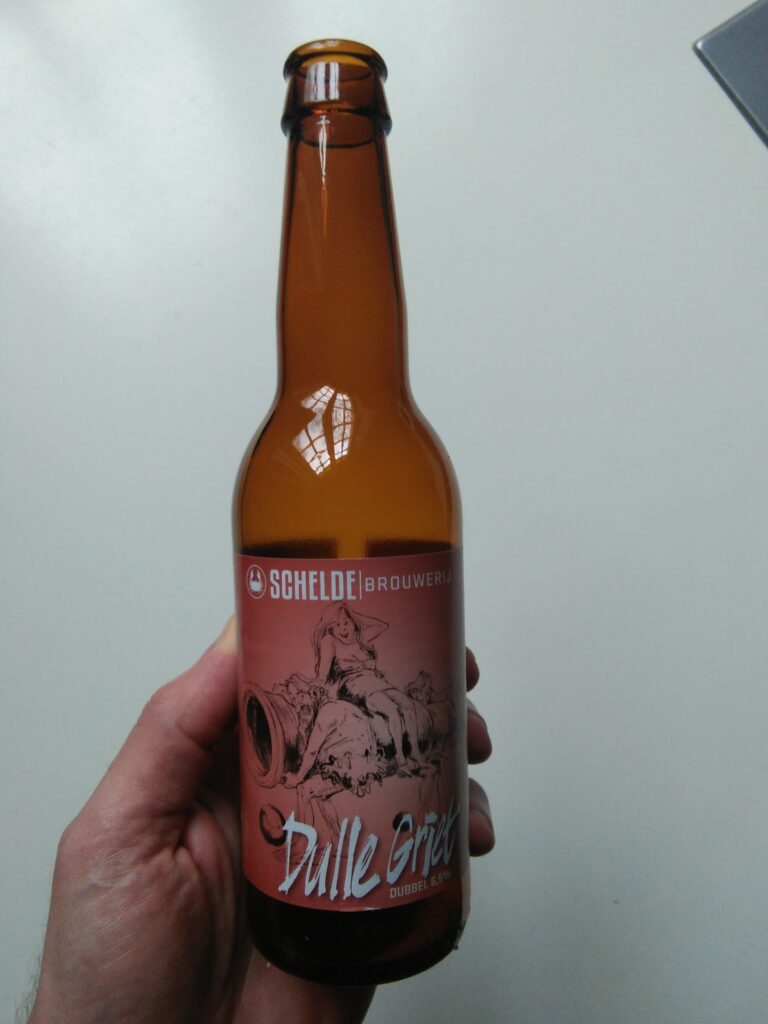 SCHELDE | BROUWERIJ
Dulle Griet
DUBBEL 6,5%